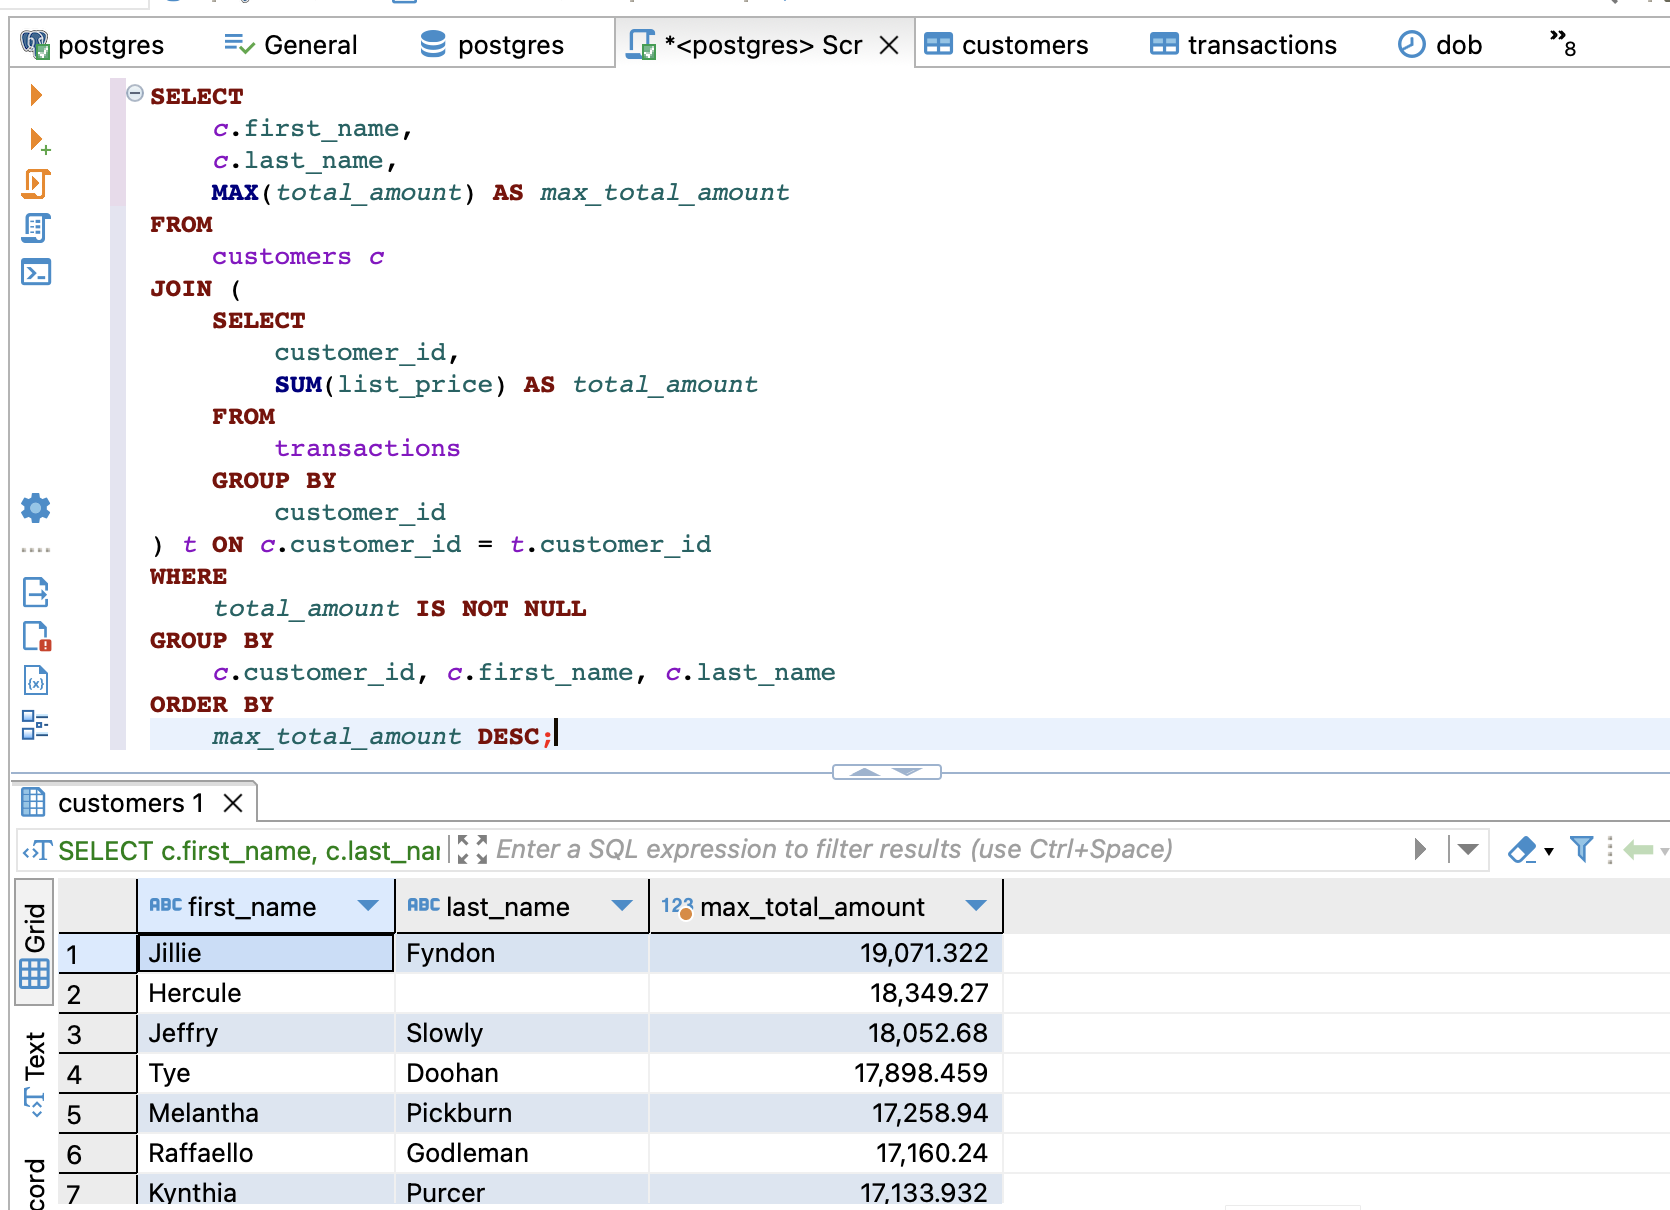 postgres General postgres *<postgres> Scr customers transactions dob »8
SELECT
c.first_name,
c.last_name,
MAX(total_amount) AS max_total_amount
FROM
customers c
JOIN (
SELECT
customer_id,
SUM(list_price) AS total_amount
FROM
transactions
GROUP BY
customer_id
) t ON c.customer_id = t.customer_id
WHERE
total_amount IS NOT NULL
GROUP BY
c.customer_id, c.first_name, c.last_name
ORDER BY
max_total_amount DESC;
customers 1
SELECT c.first_name, c.last_nar Enter a SQL expression to filter results (use Ctrl+Space)
Grid
Text
cord
ABC first_name ABC last_name 123 max_total_amount
1 Jillie Fyndon 19,071.322
2 Hercule 18,349.27
3 Jeffry Slowly 18,052.68
4 Tye Doohan 17,898.459
5 Melantha Pickburn 17,258.94
6 Raffaello Godleman 17,160.24
7 Kynthia Purcer 17,133.932